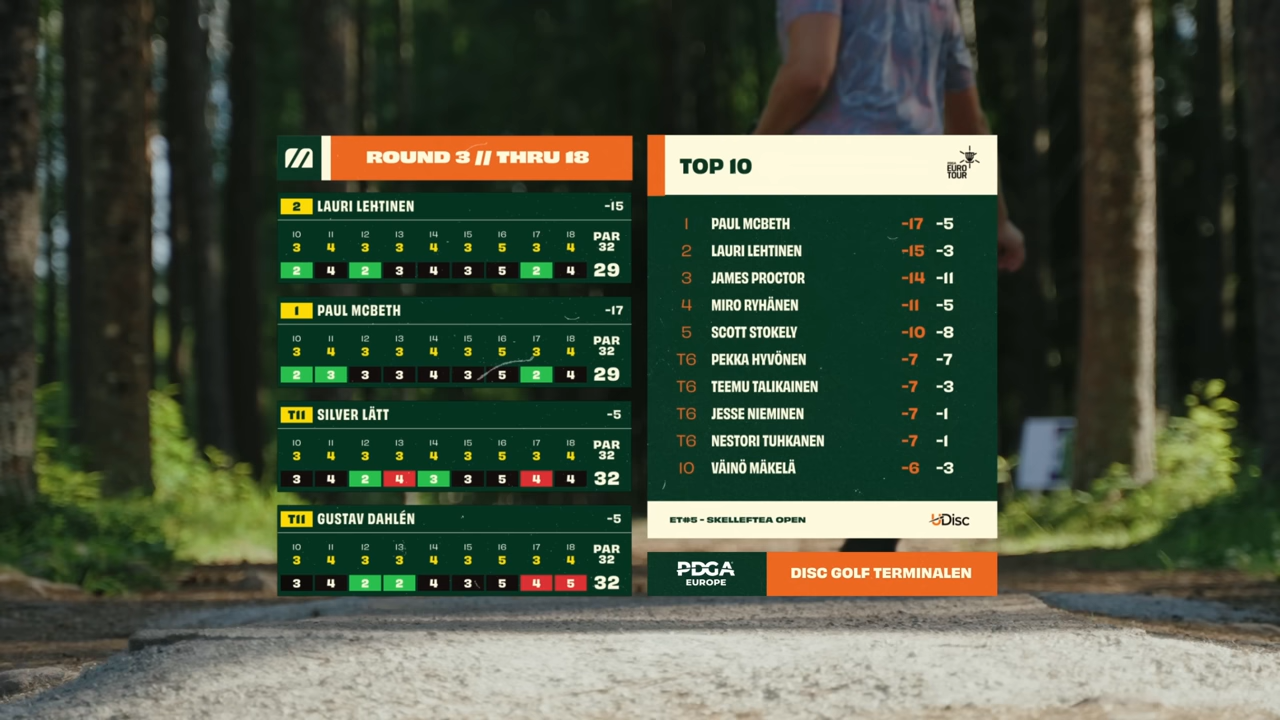 ROUND 3 // THRU 18
2 LAURI LEHTINEN -15
10 11 12 13 14 15 16 17 18 PAR
3 4 3 3 4 3 5 3 4 32
2 4 2 3 4 3 5 2 4 29
1 PAUL MCBETH -17
10 11 12 13 14 15 16 17 18 PAR
3 4 3 3 4 3 5 3 4 32
2 3 3 3 4 3 5 2 4 29
T11 SILVER LÄTT -5
10 11 12 13 14 15 16 17 18 PAR
3 4 3 3 4 3 5 3 4 32
3 4 2 4 3 3 5 4 4 32
T11 GUSTAV DAHLÉN -5
10 11 12 13 14 15 16 17 18 PAR
3 4 3 3 4 3 5 3 4 32
3 4 2 2 4 3 5 4 5 32
TOP 10
EURO
TOUR
1 PAUL MCBETH -17 -5
2 LAURI LEHTINEN -15 -3
3 JAMES PROCTOR -14 -11
4 MIRO RYHÄNEN -11 -5
5 SCOTT STOKELY -10 -8
T6 PEKKA HYVÖNEN -7 -7
T6 TEEMU TALIKAINEN -7 -3
T6 JESSE NIEMINEN -7 -1
T6 NESTORI TUHKANEN -7 -1
10 VÄINÖ MÄKELÄ -6 -3
ET#5 - SKELLEFTEA OPEN UDisc
PDGA
EUROPE
DISC GOLF TERMINALEN